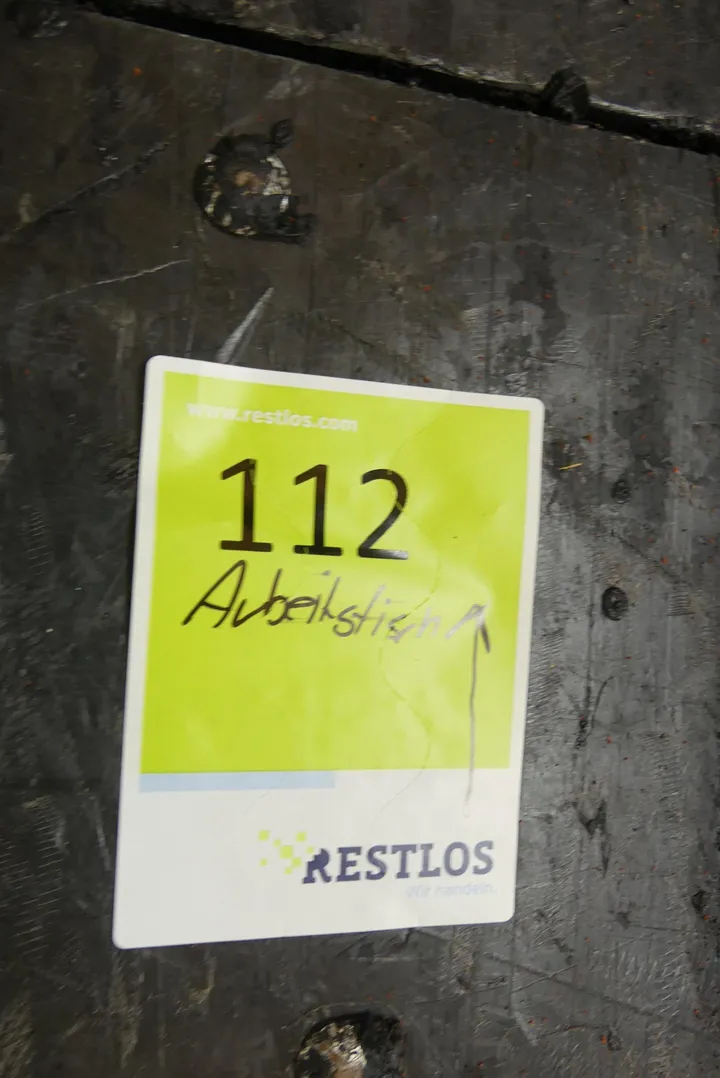 www.restlos.com
112
Arbeitstisch
RESTLOS
Wir handeln.